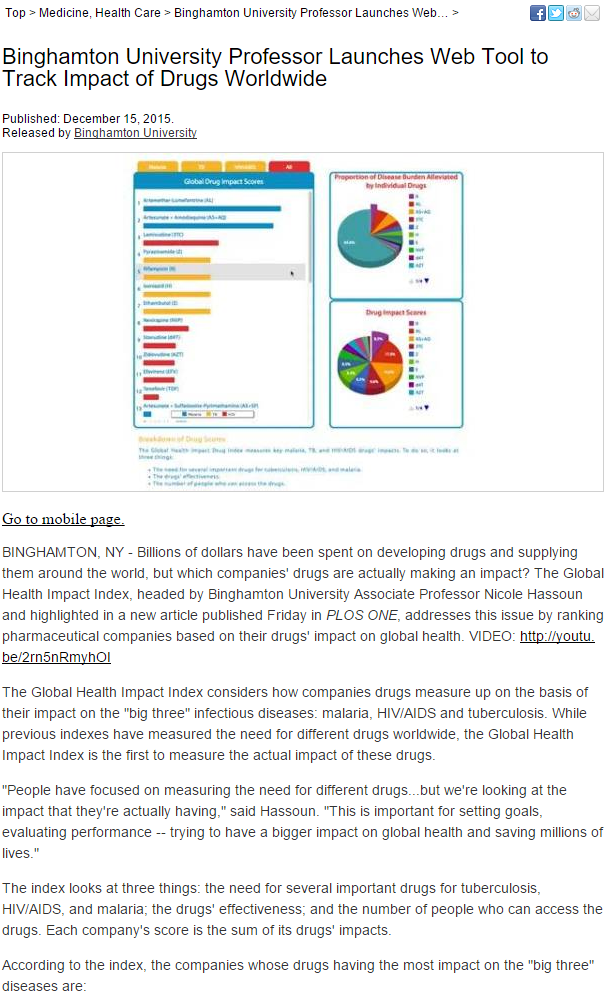 Top > Medicine, Health Care > Binghamton University Professor Launches Web... >
Binghamton University Professor Launches Web Tool to
Track Impact of Drugs Worldwide
Published: December 15, 2015.
Released by Binghamton University
Malaria TB HIV/AIDS All
Global Drug Impact Scores
1 Artemether-Lumefantrine (AL)
2 Artesunate + Amodiaquine (AS+AQ)
3 Lamivudine (3TC)
4 Pyrazinamide (Z)
5 Rifampicin (R)
6 Isoniazid (H)
7 Ethambutol (E)
8 Nevirapine (NVP)
9 Stavudine (d4T)
10 Zidovudine (AZT)
11 Efavirenz (EFV)
12 Tenofovir (TDF)
13 Artesunate + Sulfadoxine-Pyrimethamine (AS+SP)
Malaria TB HIV
Proportion of Disease Burden Alleviated
by Individual Drugs
R
AL
AS+AQ
3TC
Z
H
E
NVP
d4T
AZT
1/4
Drug Impact Scores
R
AL
AS+AQ
3TC
Z
H
E
NVP
d4T
AZT
1/4
Breakdown of Drug Scores
The Global Health Impact Drug Index measures key malaria, TB, and HIV/AIDS drugs' impacts. To do so, it looks at
three things:
• The need for several important drugs for tuberculosis, HIV/AIDS, and malaria.
• The drugs' effectiveness.
• The number of people who can access the drugs.
Go to mobile page.
BINGHAMTON, NY - Billions of dollars have been spent on developing drugs and supplying
them around the world, but which companies' drugs are actually making an impact? The Global
Health Impact Index, headed by Binghamton University Associate Professor Nicole Hassoun
and highlighted in a new article published Friday in PLOS ONE, addresses this issue by ranking
pharmaceutical companies based on their drugs' impact on global health. VIDEO: http://youtu.
be/2rn5nRmyhOI
The Global Health Impact Index considers how companies drugs measure up on the basis of
their impact on the "big three" infectious diseases: malaria, HIV/AIDS and tuberculosis. While
previous indexes have measured the need for different drugs worldwide, the Global Health
Impact Index is the first to measure the actual impact of these drugs.
"People have focused on measuring the need for different drugs...but we're looking at the
impact that they're actually having," said Hassoun. "This is important for setting goals,
evaluating performance -- trying to have a bigger impact on global health and saving millions of
lives."
The index looks at three things: the need for several important drugs for tuberculosis,
HIV/AIDS, and malaria; the drugs' effectiveness; and the number of people who can access the
drugs. Each company's score is the sum of its drugs' impacts.
According to the index, the companies whose drugs having the most impact on the "big three"
diseases are: